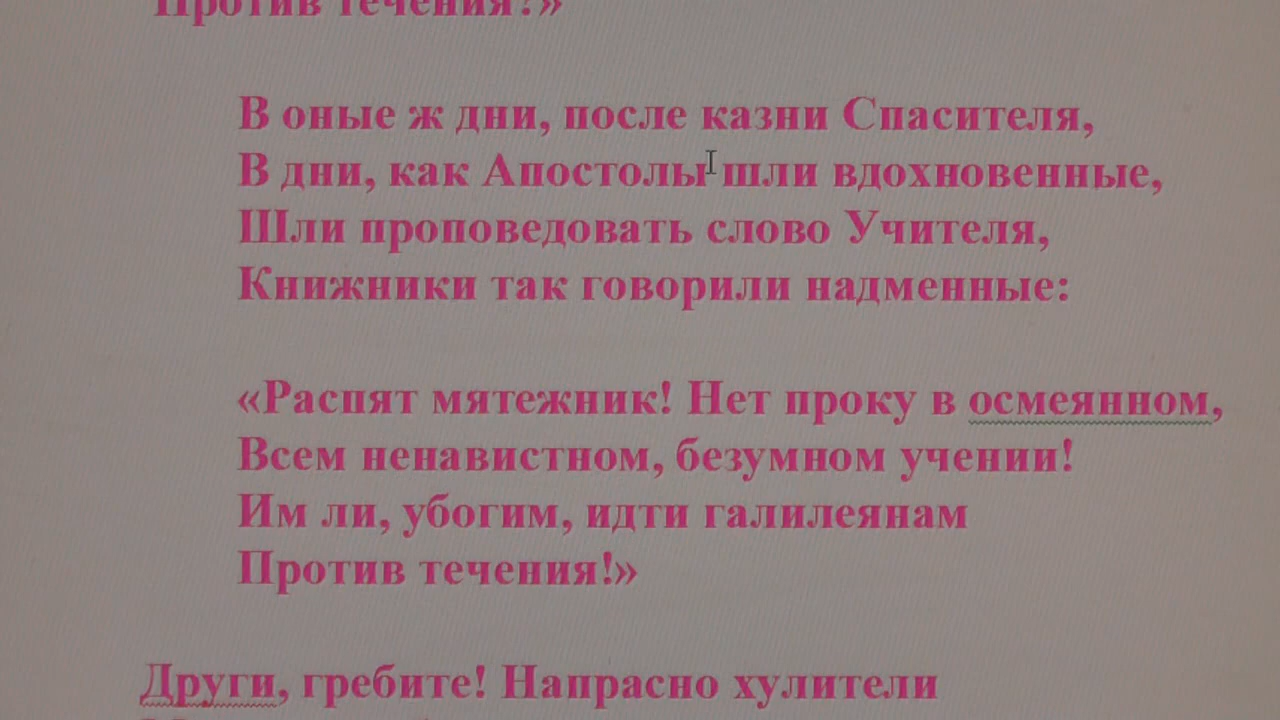 Против течения?»
В оные ж дни, после казни Спасителя,
В дни, как Апостолы шли вдохновенные,
Шли проповедовать слово Учителя,
Книжники так говорили надменные:
«Распят мятежник! Нет проку в осмеянном,
Всем ненавистном, безумном учении!
Им ли, убогим, идти галилеянам
Против течения!»
Други, гребите! Напрасно хулители